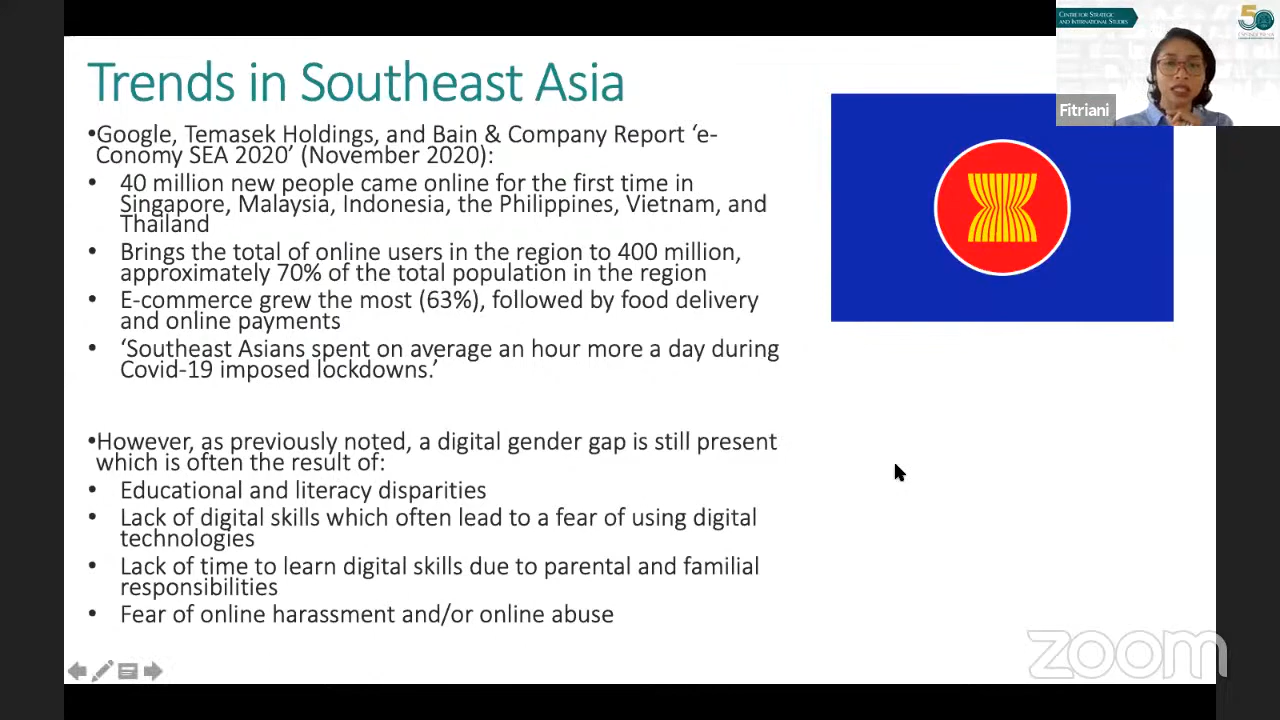 CENTRE FOR STRATEGIC
AND INTERNATIONAL STUDIES
50
Fitriani
Trends in Southeast Asia
•Google, Temasek Holdings, and Bain & Company Report ‘e-
Conomy SEA 2020’ (November 2020):
• 40 million new people came online for the first time in
Singapore, Malaysia, Indonesia, the Philippines, Vietnam, and
Thailand
• Brings the total of online users in the region to 400 million,
approximately 70% of the total population in the region
• E-commerce grew the most (63%), followed by food delivery
and online payments
• ‘Southeast Asians spent on average an hour more a day during
Covid-19 imposed lockdowns.’
•However, as previously noted, a digital gender gap is still present
which is often the result of:
• Educational and literacy disparities
• Lack of digital skills which often lead to a fear of using digital
technologies
• Lack of time to learn digital skills due to parental and familial
responsibilities
• Fear of online harassment and/or online abuse
zoom